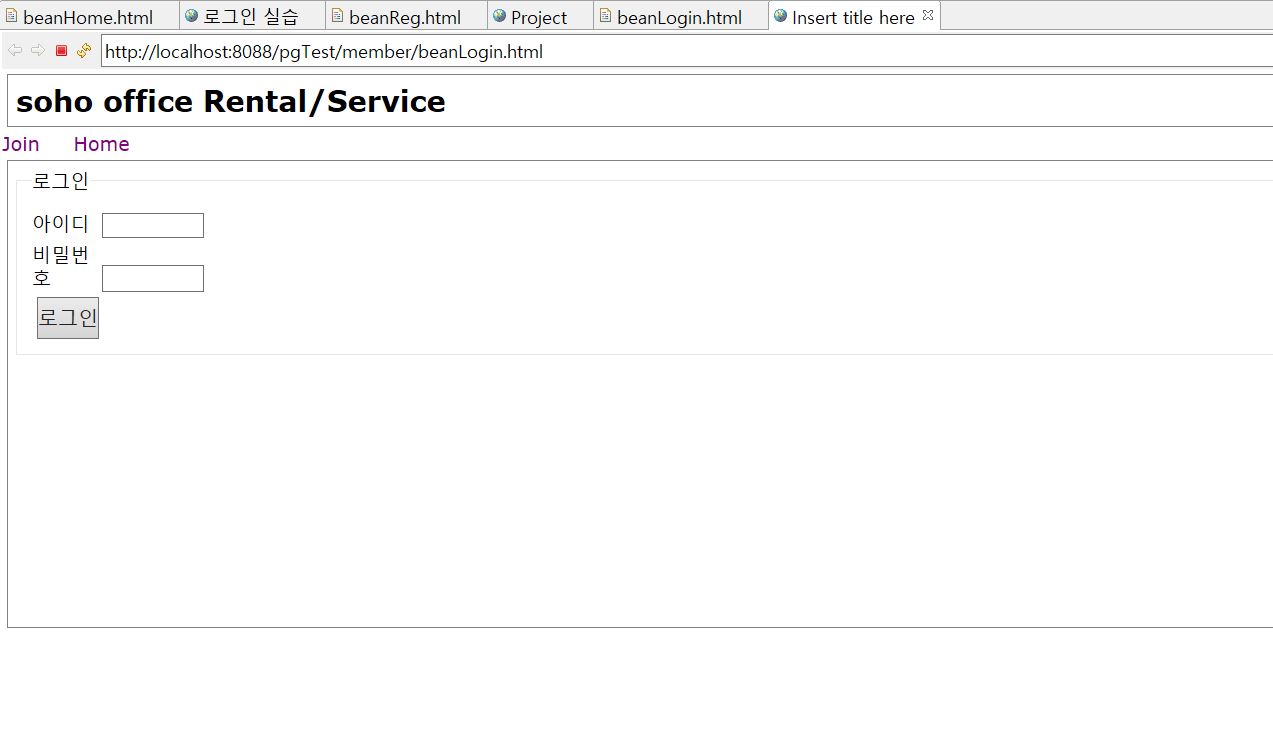 beanHome.html 로그인 실습 beanReg.html Project beanLogin.html Insert title here
http://localhost:8088/pgTest/member/beanLogin.html
soho office Rental/Service
Join Home
로그인
아이디
비밀번
호
로그인